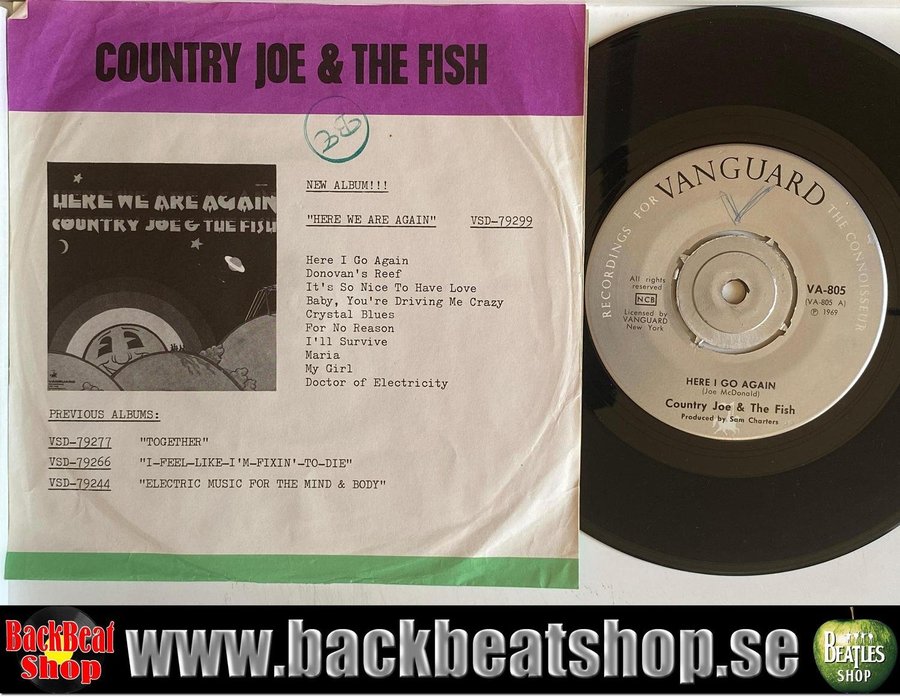 COUNTRY JOE & THE FISH
HERE WE ARE AGAIN
COUNTRY JOE & THE FISH
NEW ALBUM!!!
"HERE WE ARE AGAIN" VSD-79299
Here I Go Again
Donovan's Reef
It's So Nice To Have Love
Baby, You're Driving Me Crazy
Crystal Blues
For No Reason
I'll Survive
Maria
My Girl
Doctor of Electricity
PREVIOUS ALBUMS:
VSD-79277 "TOGETHER"
VSD-79266 "I-FEEL-LIKE-I'M-FIXIN'-TO-DIE"
VSD-79244 "ELECTRIC MUSIC FOR THE MIND & BODY"
RECORDINGS FOR VANGUARD THE CONNOISSEUR
All rights
reserved
NCB
Licensed by
VANGUARD
New York
VA-805
(VA-805 A)
℗ 1969
HERE I GO AGAIN
(Joe McDonald)
Country Joe & The Fish
Produced by Sam Charters
BackBeat
Shop
www.backbeatshop.se
BEATLES
SHOP